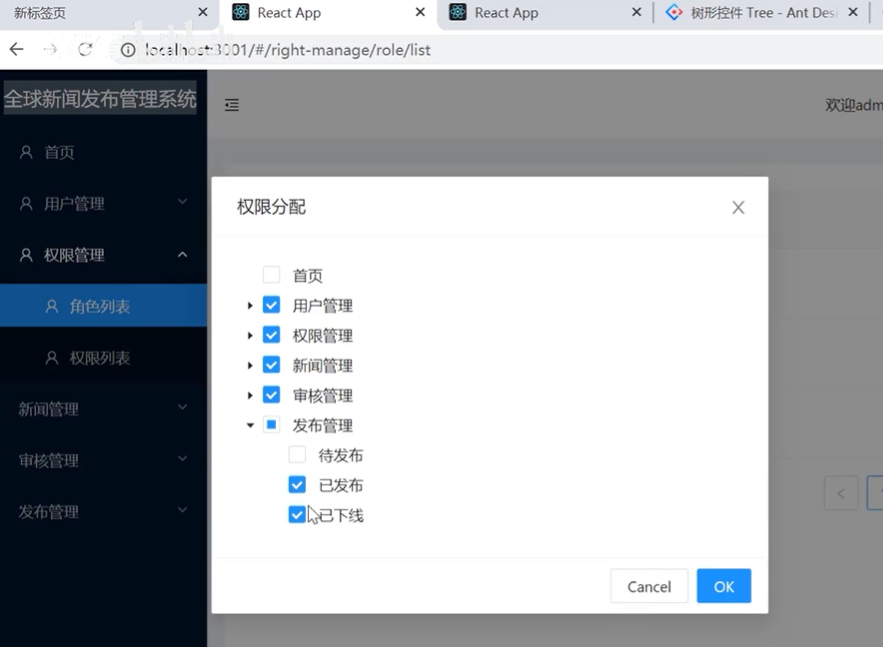 新标签页
React App
React App
树形控件 Tree - Ant Des
localhost:3001/#/right-manage/role/list
全球新闻发布管理系统
欢迎adm
首页
用户管理
权限管理
角色列表
权限列表
新闻管理
审核管理
发布管理
权限分配
首页
用户管理
权限管理
新闻管理
审核管理
发布管理
待发布
已发布
已下线
Cancel
OK